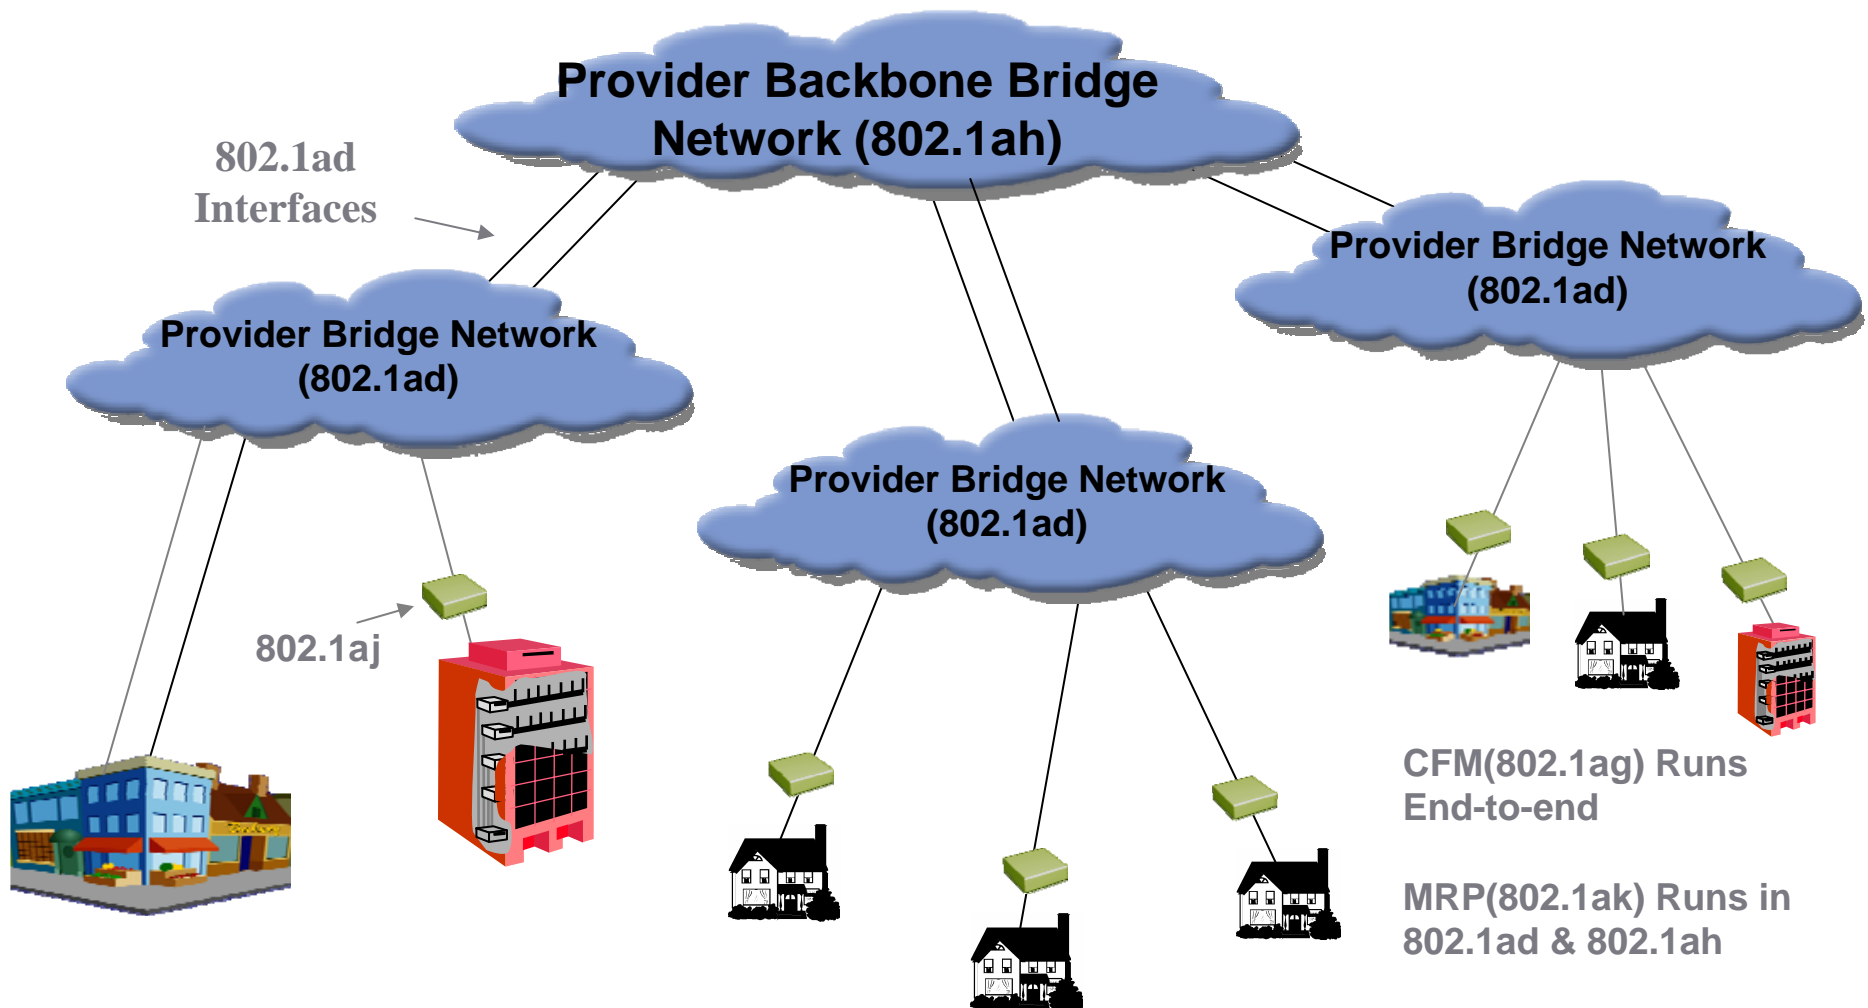 Provider Backbone Bridge
Network (802.1ah)
802.1ad
Interfaces
Provider Bridge Network
(802.1ad)
Provider Bridge Network
(802.1ad)
Provider Bridge Network
(802.1ad)
802.1aj
CFM(802.1ag) Runs
End-to-end
MRP(802.1ak) Runs in
802.1ad & 802.1ah